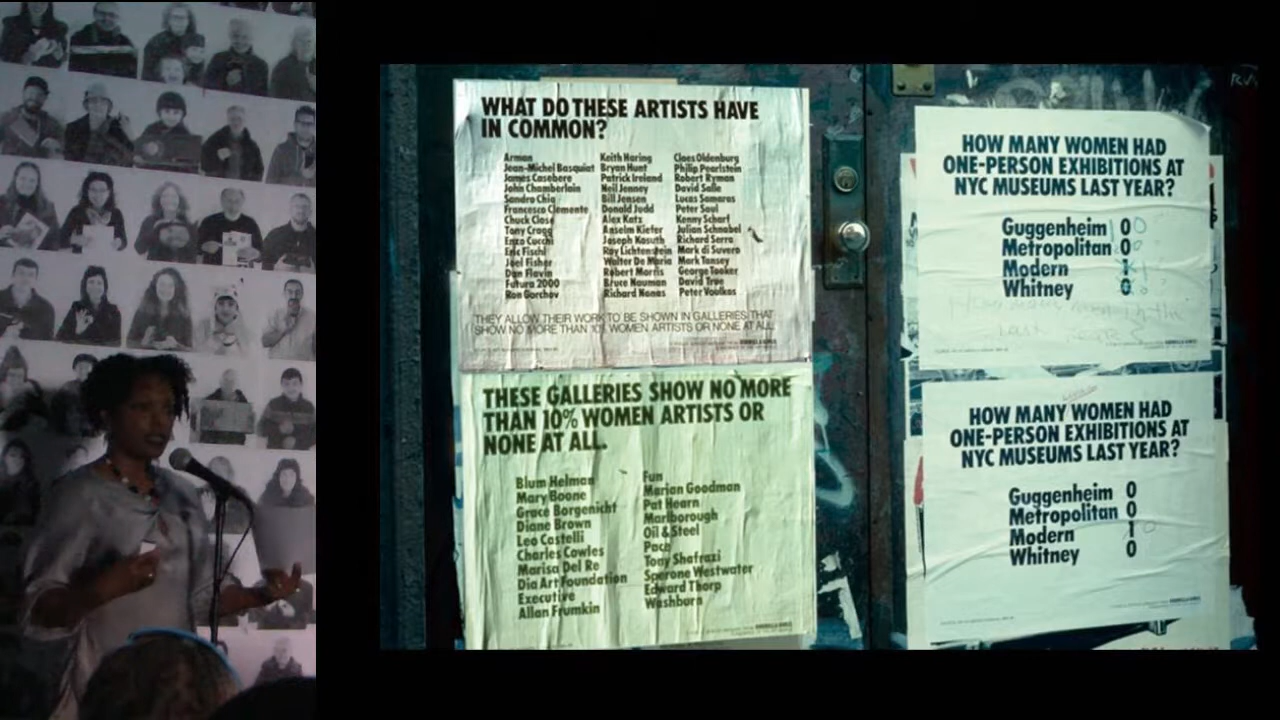 WHAT DO THESE ARTISTS HAVE
IN COMMON?
Arman
Jean-Michel Basquiat
James Casebere
John Chamberlain
Sandro Chia
Francesco Clemente
Chuck Close
Tony Cragg
Enzo Cucchi
Eric Fischl
Joel Fisher
Dan Flavin
Futura 2000
Ron Gorchov
Keith Haring
Bryan Hunt
Patrick Ireland
Neil Jenney
Bill Jensen
Donald Judd
Alex Katz
Anselm Kiefer
Joseph Kosuth
Roy Lichtenstein
Walter De Maria
Robert Morris
Bruce Nauman
Richard Nonas
Claes Oldenburg
Philip Pearlstein
Robert Ryman
David Salle
Lucas Samaras
Peter Saul
Kenny Scharf
Julian Schnabel
Richard Serra
Mark di Suvero
Mark Tansey
George Tooker
David True
Peter Voulkos
THEY ALLOW THEIR WORK TO BE SHOWN IN GALLERIES THAT
SHOW NO MORE THAN 10% WOMEN ARTISTS OR NONE AT ALL.
THESE GALLERIES SHOW NO MORE
THAN 10% WOMEN ARTISTS OR
NONE AT ALL.
Blum Helman
Mary Boone
Grace Borgenicht
Diane Brown
Leo Castelli
Charles Cowles
Marisa Del Re
Dia Art Foundation
Executive
Allan Frumkin
Fun
Marian Goodman
Pat Hearn
Marlborough
Oil & Steel
Pace
Tony Shafrazi
Sperone Westwater
Edward Thorp
Washburn
HOW MANY WOMEN HAD
ONE-PERSON EXHIBITIONS AT
NYC MUSEUMS LAST YEAR?
Guggenheim 0
Metropolitan 0
Modern
Whitney 0
HOW MANY WOMEN HAD
ONE-PERSON EXHIBITIONS AT
NYC MUSEUMS LAST YEAR?
Guggenheim 0
Metropolitan 0
Modern 1
Whitney 0